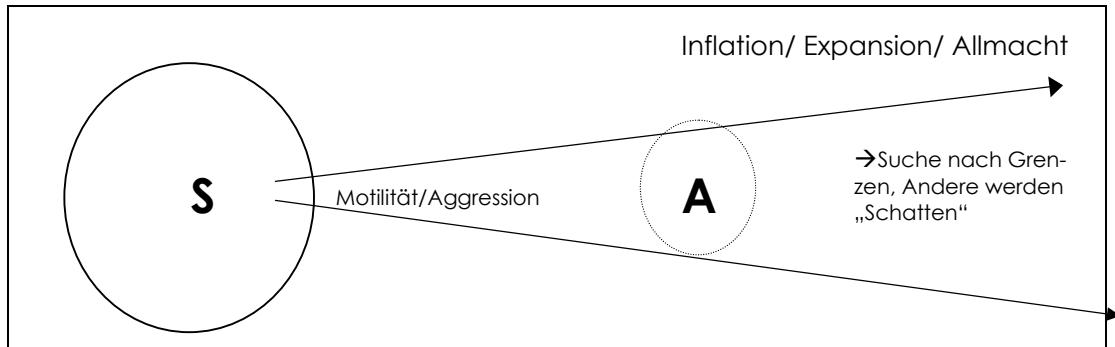 Inflation/ Expansion/ Allmacht
S
Motilität/Aggression
A
→Suche nach Gren-
zen, Andere werden
„Schatten“